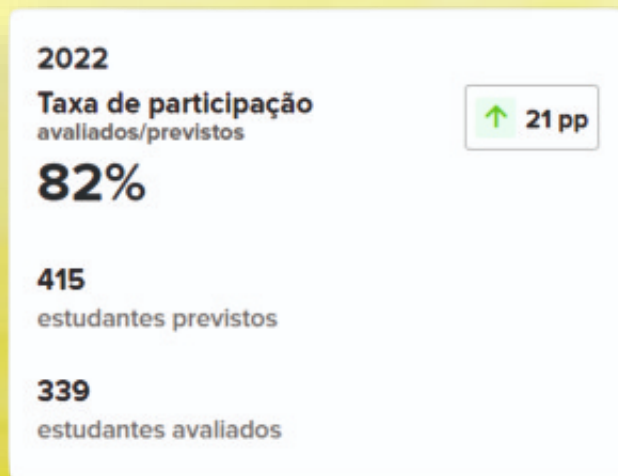 2022
Taxa de participação
avaliados/previstos
↑ 21 pp
82%
415
estudantes previstos
339
estudantes avaliados